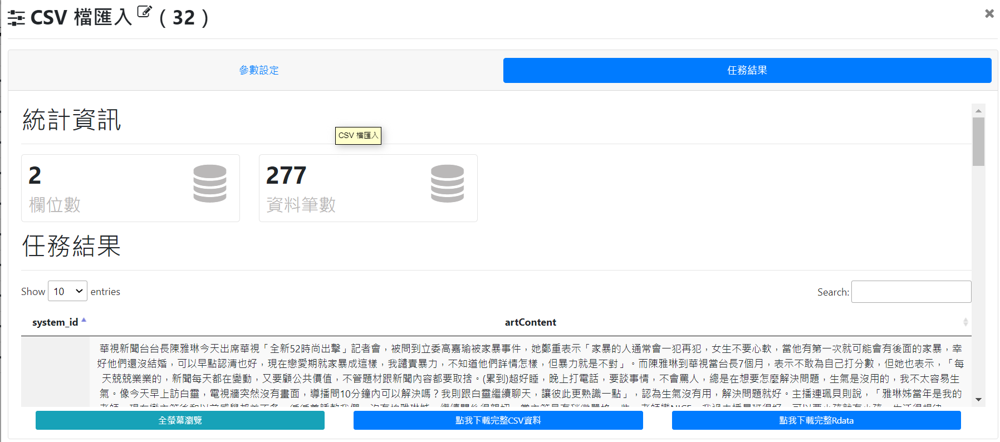 CSV 檔匯入 ( 32 )
參數設定
任務結果
統計資訊
CSV 檔匯入
2
欄位數
277
資料筆數
任務結果
Show 10 entries
Search:
system_id
artContent
華視新聞台台長陳雅琳今天出席華視「全新52時尚出擊」記者會，被問到立委高嘉瑜被家暴事件，她鄭重表示「家暴的人通常會一犯再犯，女生不要心軟，當他有第一次就可能會有後面的家暴，幸
好他們還沒結婚，可以早點認清也好，現在戀愛期就家暴成這樣，我譴責暴力，不知道他們詳情怎樣，但暴力就是不對」。而陳雅琳到華視當台長7個月，表示不敢為自己打分數，但她也表示，「每
天兢兢業業的，新聞每天都在變動，又要顧公共價值，不管題材跟新聞內容都要取捨。(累到)超好睡，晚上打電話，要談事情，不會罵人，總是在想要怎麼解決問題，生氣是沒用的，我不太容易生
氣。像今天早上訪白靈，電視牆突然沒有畫面，導播問10分鐘內可以解決嗎？我則跟白靈繼續聊天，讓彼此更熟識一點」，認為生氣沒有用，解決問題就好。主播連珮貝則說，「雅琳姊當年是我的
全螢幕瀏覽
點我下載完整CSV資料
點我下載完整Rdata